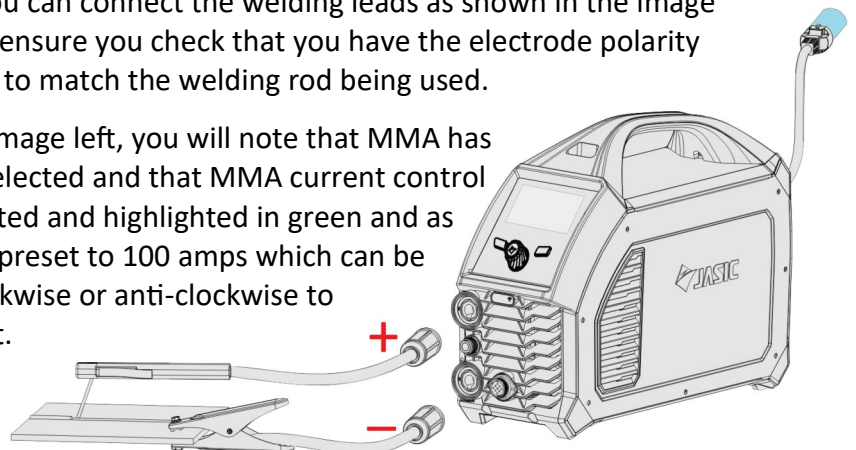 ou can connect the welding leads as shown in the image
ensure you check that you have the electrode polarity
to match the welding rod being used.
mage left, you will note that MMA has
elected and that MMA current control
ted and highlighted in green and as
preset to 100 amps which can be
kwise or anti-clockwise to
t.
+
JASIC
−